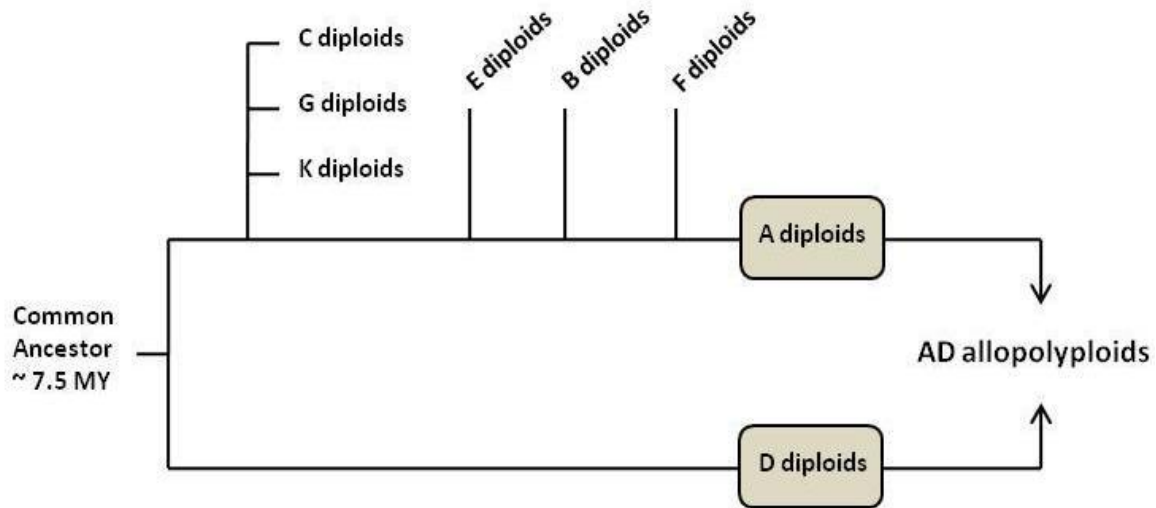 C diploids
G diploids
K diploids
E diploids
B diploids
F diploids
A diploids
Common
Ancestor
~ 7.5 MY
AD allopolyploids
D diploids